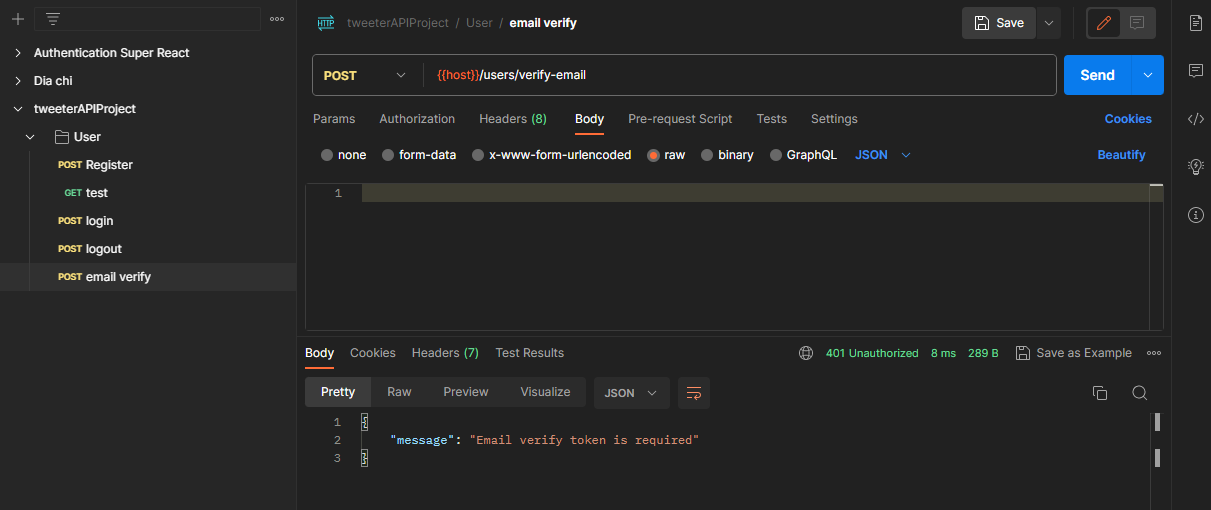 Authentication Super React
Dia chi
tweeterAPIProject
User
POST Register
GET test
POST login
POST logout
POST email verify
HTTP tweeterAPIProject / User / email verify
Save
POST {{host}}/users/verify-email
Send
Params Authorization Headers (8) Body Pre-request Script Tests Settings Cookies
none form-data x-www-form-urlencoded raw binary GraphQL JSON Beautify
1
Body Cookies Headers (7) Test Results 401 Unauthorized 8 ms 289 B Save as Example
Pretty Raw Preview Visualize JSON
1 {
2 "message": "Email verify token is required"
3 }